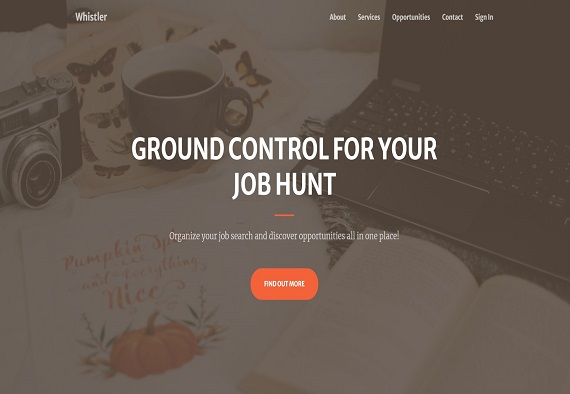 Whistler
About Services Opportunities Contact Sign In
GROUND CONTROL FOR YOUR
JOB HUNT
Organize your job search and discover opportunities all in one place!
FIND OUT MORE
Pumpkin
and everything
Nice